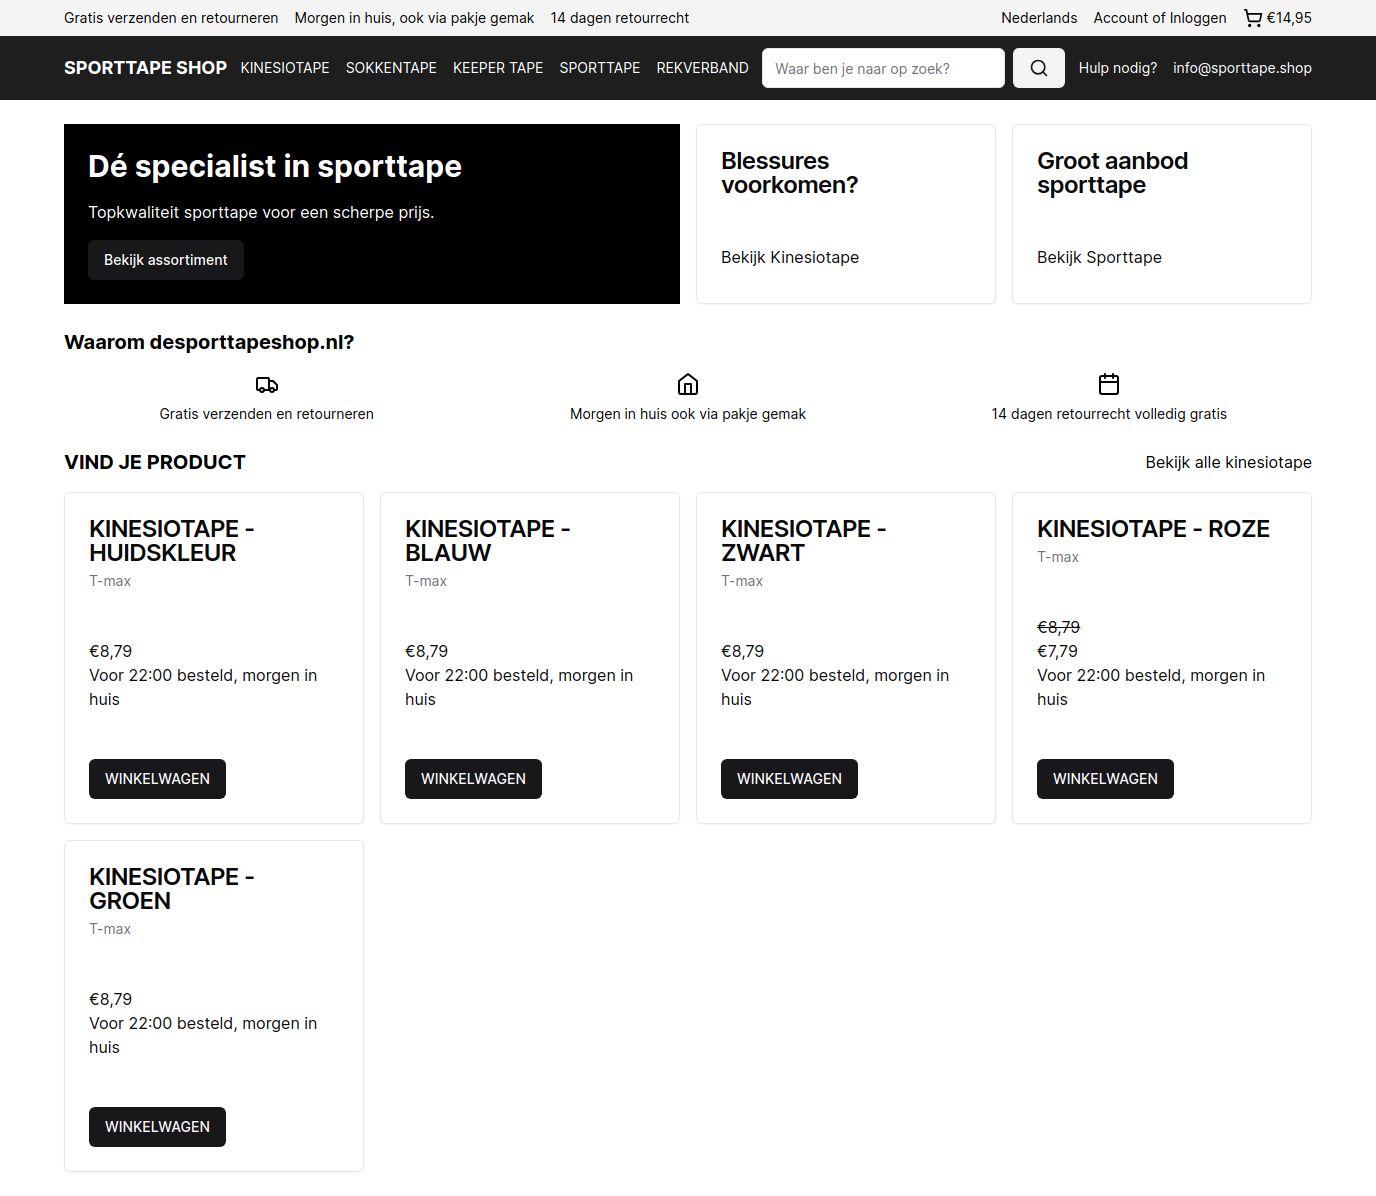 Gratis verzenden en retourneren Morgen in huis, ook via pakje gemak 14 dagen retourrecht Nederlands Account of Inloggen €14,95
SPORTTAPE SHOP KINESIOTAPE SOKKENTAPE KEEPER TAPE SPORTTAPE REKVERBAND Waar ben je naar op zoek? Hulp nodig? info@sporttape.shop
Dé specialist in sporttape
Topkwaliteit sporttape voor een scherpe prijs.
Bekijk assortiment
Blessures
voorkomen?
Bekijk Kinesiotape
Groot aanbod
sporttape
Bekijk Sporttape
Waarom desporttapeshop.nl?
Gratis verzenden en retourneren
Morgen in huis ook via pakje gemak
14 dagen retourrecht volledig gratis
VIND JE PRODUCT
Bekijk alle kinesiotape
KINESIOTAPE -
HUIDSKLEUR
T-max
€8,79
Voor 22:00 besteld, morgen in
huis
WINKELWAGEN
KINESIOTAPE -
BLAUW
T-max
€8,79
Voor 22:00 besteld, morgen in
huis
WINKELWAGEN
KINESIOTAPE -
ZWART
T-max
€8,79
Voor 22:00 besteld, morgen in
huis
WINKELWAGEN
KINESIOTAPE - ROZE
T-max
€8,79
€7,79
Voor 22:00 besteld, morgen in
huis
WINKELWAGEN
KINESIOTAPE -
GROEN
T-max
€8,79
Voor 22:00 besteld, morgen in
huis
WINKELWAGEN